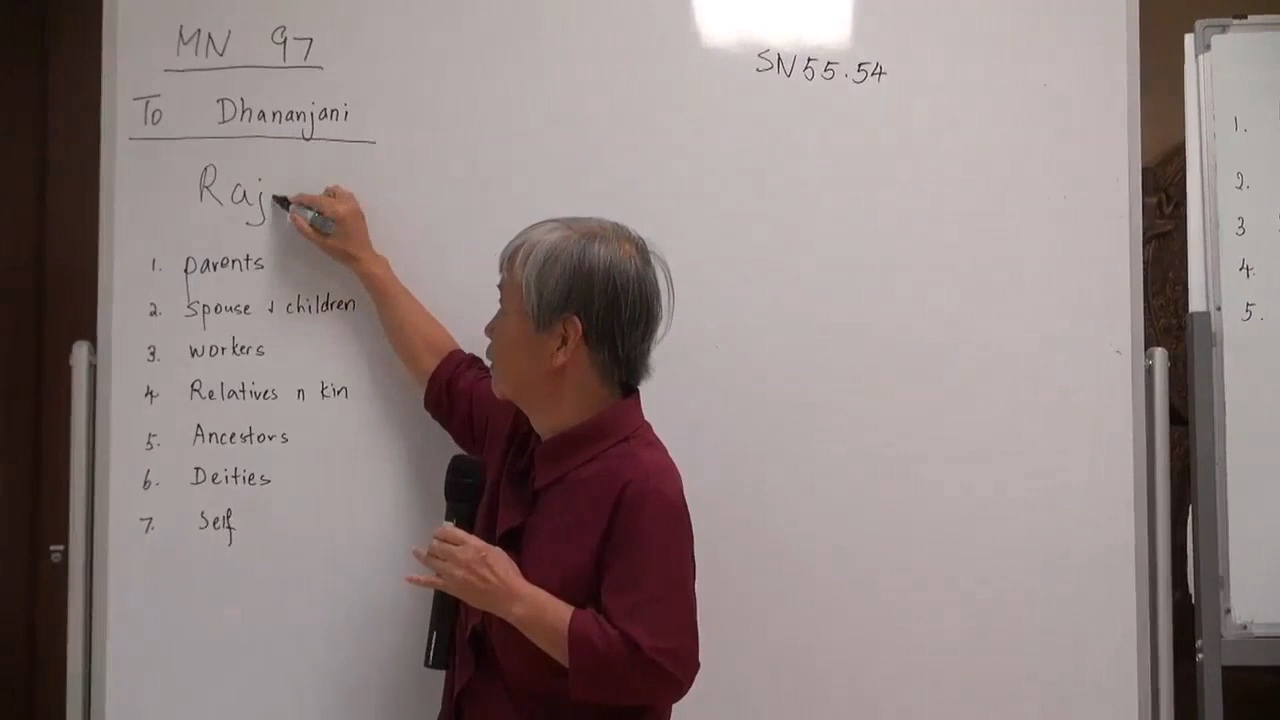 MN 97
To Dhananjani
Raj
1. parents
2. Spouse & children
3. workers
4 Relatives n kin
5. Ancestors
6. Deities
7. Self
SN55.54
1.
2.
3
4.
5.